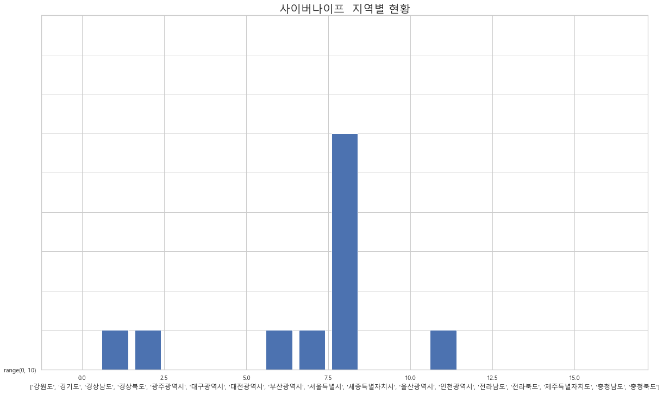 사이버나이프 지역별 현황
range(0, 10)
0.0 2.5 5.0 7.5 10.0 12.5 15.0
['강원도', '경기도', '경상남도', '경상북도', '광주광역시', '대구광역시', '대전광역시', '부산광역시', '서울특별시', '세종특별자치시', '울산광역시', '인천광역시', '전라남도', '전라북도', '제주특별자치도', '충청남도', '충청북도']